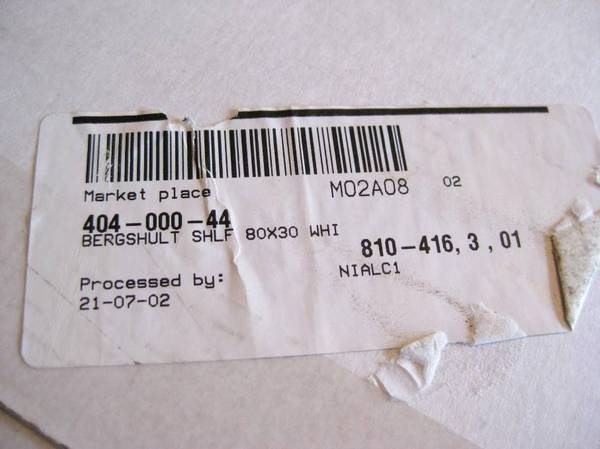 Market place M02A08 02
404-000-44
BERGSHULT SHLF 80X30 WHI
810-416, 3 , 01
NIALC1
Processed by:
21-07-02